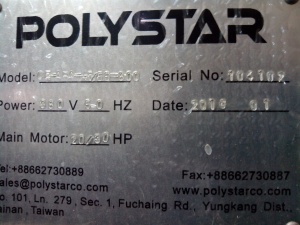 POLYSTAR
Model:
Serial No:
Power: V HZ
Date:
Main Motor: HP
Tel:+88662730889
Fax:+88662730887
sales@polystarco.com
www.polystarco.com
No. 101, Ln. 279, Sec. 1, Fuchaing Rd., Yungkang Dist.,
Tainan, Taiwan